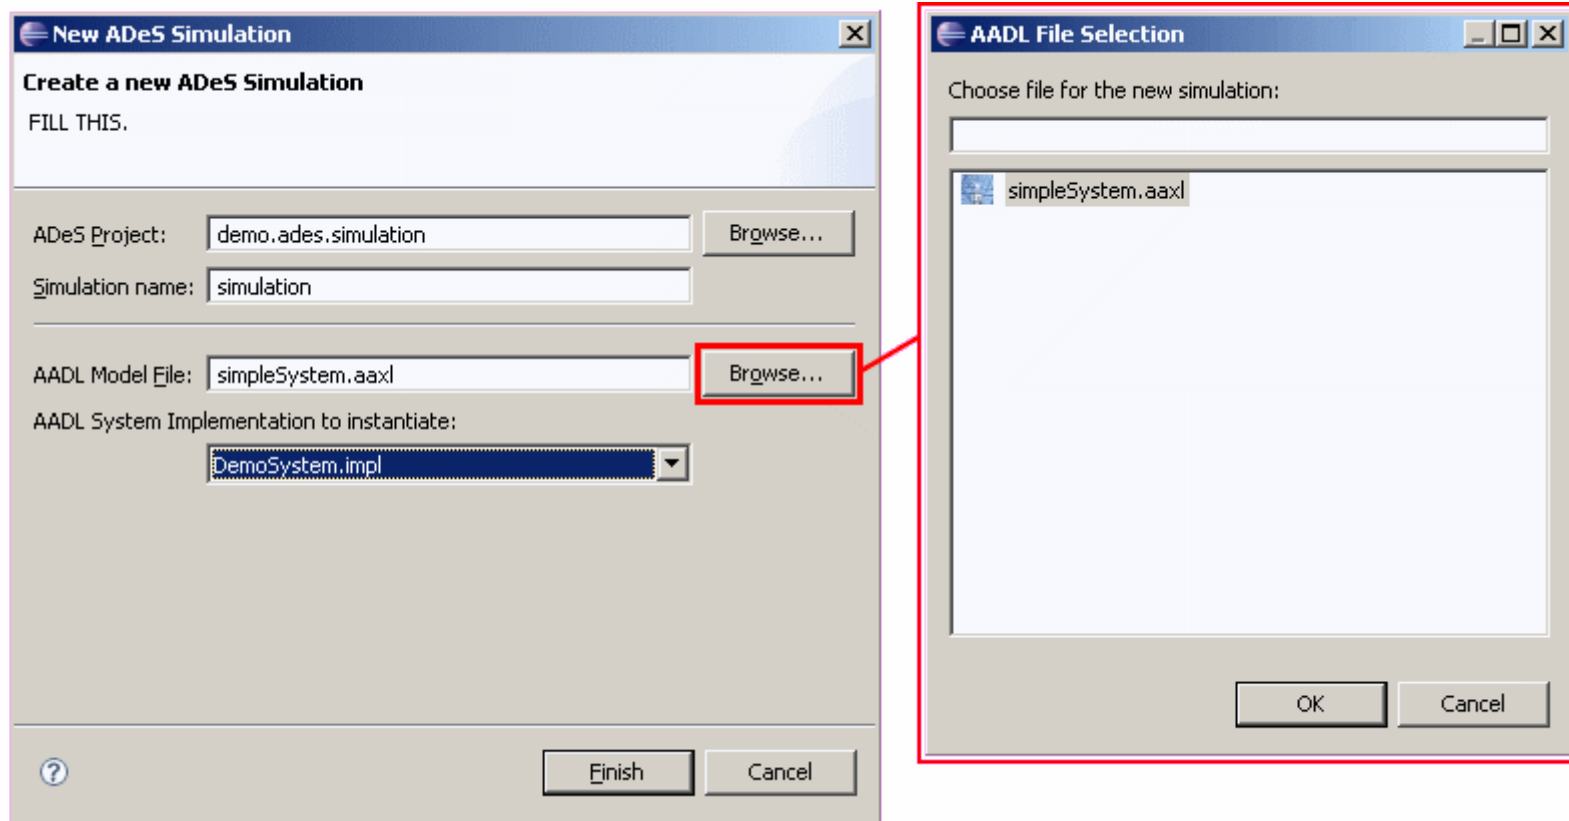 New ADeS Simulation
Create a new ADeS Simulation
FILL THIS.
ADeS Project: demo.ades.simulation Browse...
Simulation name: simulation
AADL Model File: simpleSystem.aaxl Browse...
AADL System Implementation to instantiate:
DemoSystem.impl
? Finish Cancel
AADL File Selection
Choose file for the new simulation:
simpleSystem.aaxl
OK Cancel